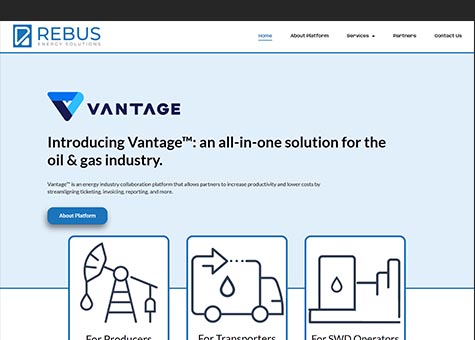 REBUS
ENERGY SOLUTIONS
Home About Platform Services Partners Contact Us
VANTAGE
Introducing Vantage™: an all-in-one solution for the
oil & gas industry.
Vantage™ is an energy industry collaboration platform that allows partners to increase productivity and lower costs by
streamligning ticketing, invoicing, reporting, and more.
About Platform
For Producers For Transporters For SWD Operators